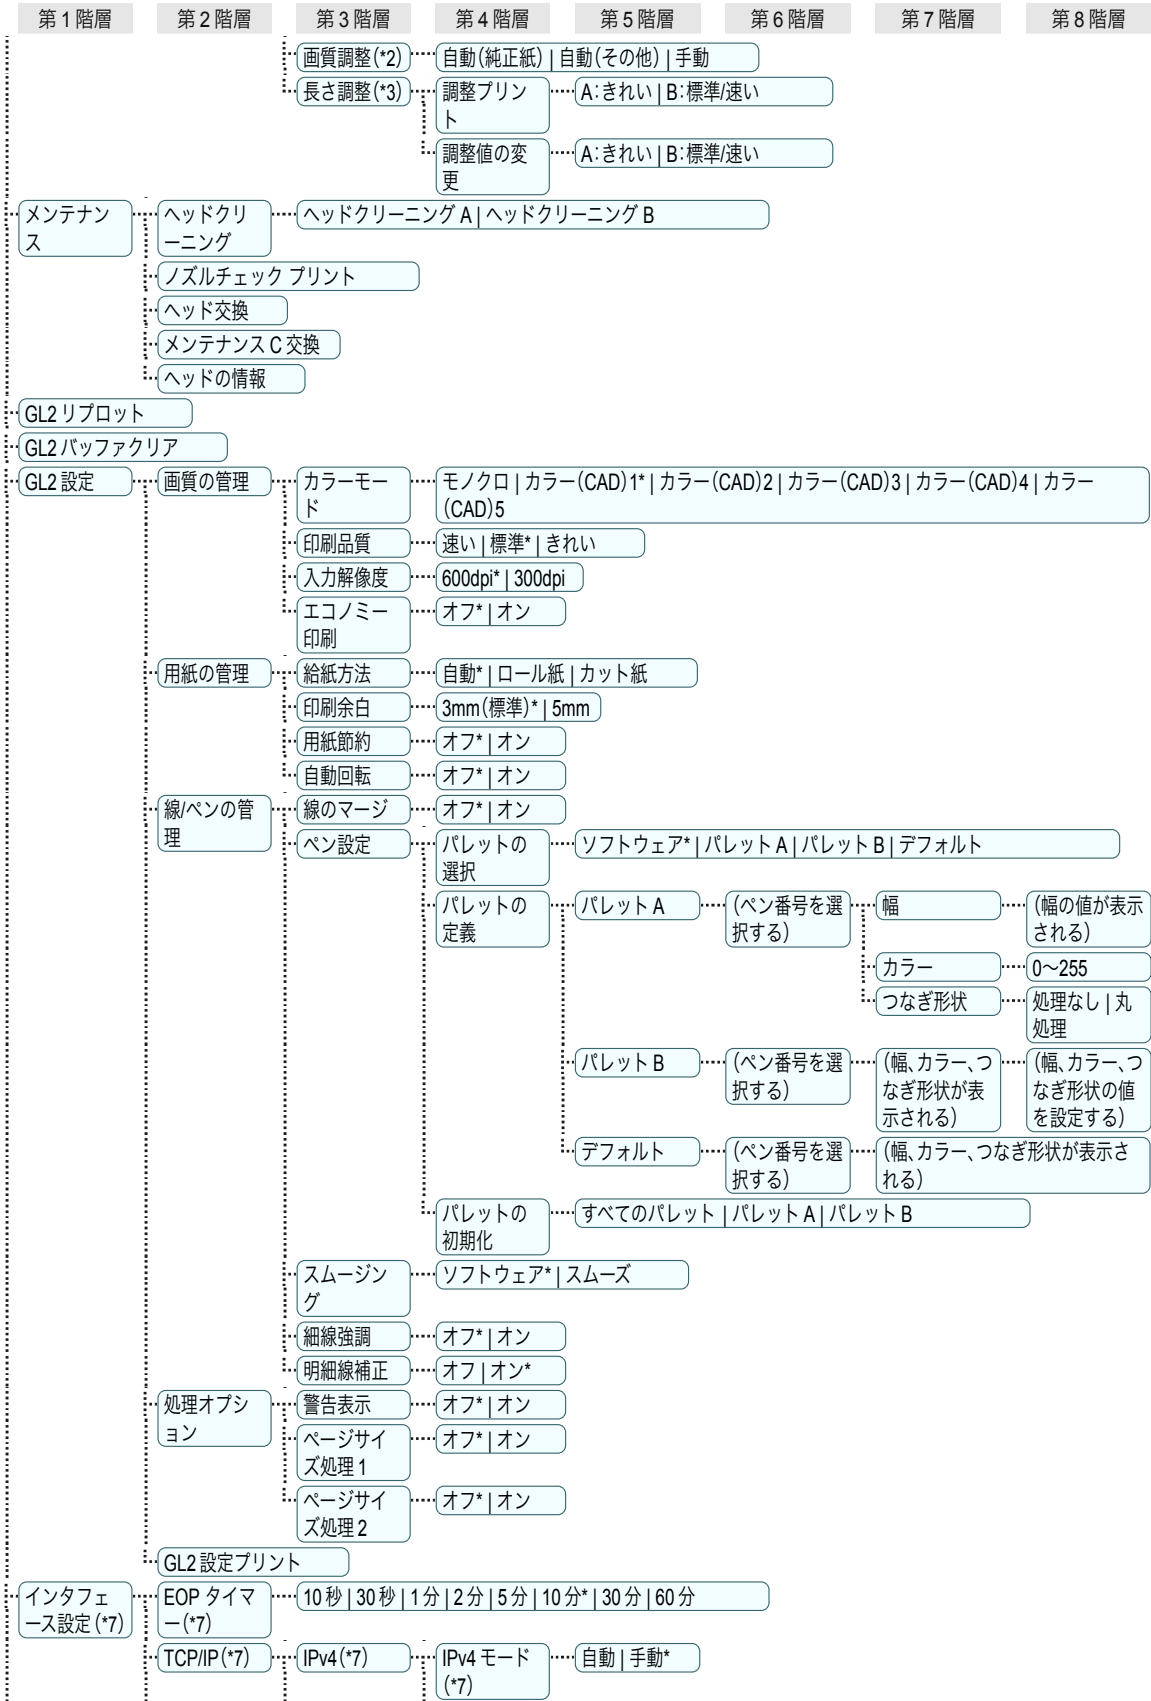 第1階層 第2階層 第3階層 第4階層 第5階層 第6階層 第7階層 第8階層
画質調整(*2) 自動(純正紙) | 自動(その他) | 手動
長さ調整(*3) 調整プリン A:きれい | B:標準/速い
ト
調整値の変 A:きれい | B:標準/速い
更
メンテナン ヘッドクリ ヘッドクリーニング A | ヘッドクリーニング B
ス ーニング
ノズルチェック プリント
ヘッド交換
メンテナンス C 交換
ヘッドの情報
GL2 リプロット
GL2 バッファクリア
GL2 設定 画質の管理 カラーモー モノクロ | カラー(CAD)1* | カラー(CAD)2 | カラー(CAD)3 | カラー(CAD)4 | カラー
ド (CAD)5
印刷品質 速い | 標準* | きれい
入力解像度 600dpi* | 300dpi
エコノミー オフ* | オン
印刷
用紙の管理 給紙方法 自動* | ロール紙 | カット紙
印刷余白 3mm(標準)* | 5mm
用紙節約 オフ* | オン
自動回転 オフ* | オン
線/ペンの管 線のマージ オフ* | オン
理 ペン設定 パレットの ソフトウェア* | パレット A | パレット B | デフォルト
選択
パレットの パレット A (ペン番号を選 幅 (幅の値が表示
定義 択する) される)
カラー 0～255
つなぎ形状 処理なし | 丸
処理
パレット B (ペン番号を選 (幅、カラー、つ (幅、カラー、つ
択する) なぎ形状が表 なぎ形状の値
示される) を設定する)
デフォルト (ペン番号を選 (幅、カラー、つなぎ形状が表示さ
択する) れる)
パレットの すべてのパレット | パレット A | パレット B
初期化
スムージン ソフトウェア* | スムーズ
グ
細線強調 オフ* | オン
明細線補正 オフ | オン*
処理オプシ 警告表示 オフ* | オン
ョン ページサイ オフ* | オン
ズ処理 1
ページサイ オフ* | オン
ズ処理 2
GL2 設定プリント
インタフェ EOP タイマ 10 秒 | 30 秒 | 1 分 | 2 分 | 5 分 | 10 分* | 30 分 | 60 分
ース設定 (*7) ー(*7)
TCP/IP(*7) IPv4(*7) IPv4 モード 自動 | 手動*
(*7)